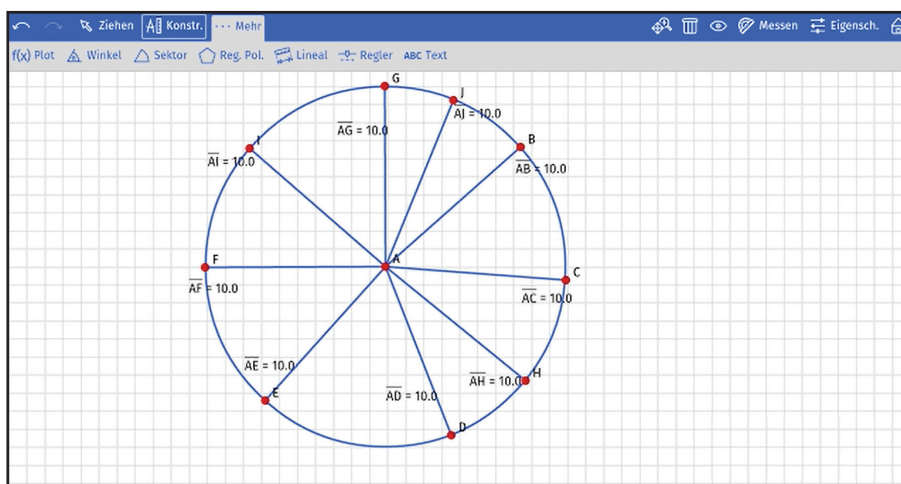 Ziehen Konstr. ··· Mehr Messen Eigensch.
f(x) Plot Winkel Sektor Reg. Pol. Lineal Regler ABC Text
G
J
AG = 10.0
AJ = 10.0
B
I
AI = 10.0
AB = 10.0
F
A
C
AF = 10.0
AC = 10.0
AE = 10.0
H
AH = 10.0
E
AD = 10.0
D